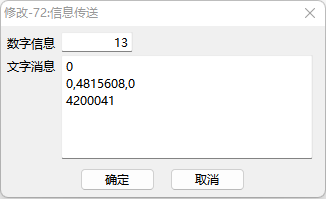 修改-72:信息传送
数字信息 13
文字消息 0
0,4815608,0
4200041
确定 取消